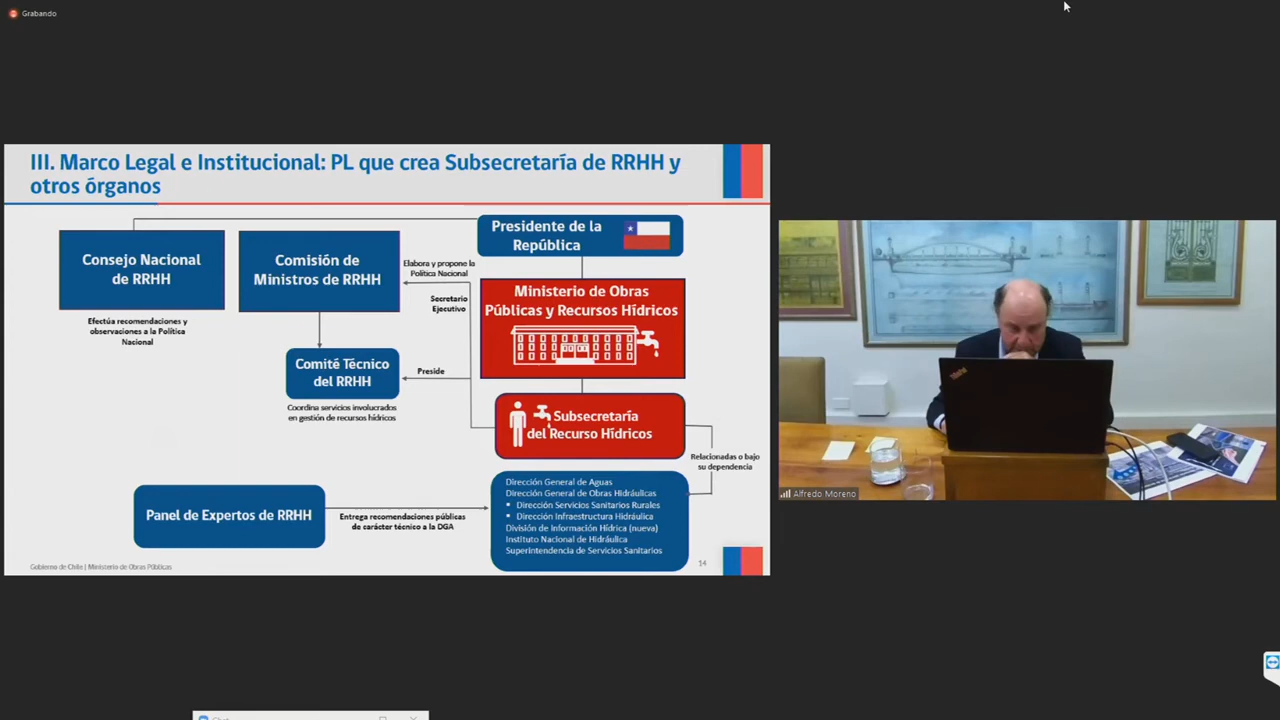 Grabando
III. Marco Legal e Institucional: PL que crea Subsecretaría de RRHH y
otros órganos
Presidente de la
República
Consejo Nacional
de RRHH
Efectúa recomendaciones y
observaciones a la Política
Nacional
Comisión de
Ministros de RRHH
Elabora y propone la
Política Nacional
Secretario
Ejecutivo
Ministerio de Obras
Públicas y Recursos Hídricos
Comité Técnico
del RRHH
Preside
Coordina servicios involucrados
en gestión de recursos hídricos
Subsecretaría
del Recurso Hídricos
Relacionadas o bajo
su dependencia
Panel de Expertos de RRHH
Entrega recomendaciones públicas
de carácter técnico a la DGA
Dirección General de Aguas
Dirección General de Obras Hidráulicas
▪ Dirección Servicios Sanitarios Rurales
▪ Dirección Infraestructura Hidráulica
División de Información Hídrica (nueva)
Instituto Nacional de Hidráulica
Superintendencia de Servicios Sanitarios
Gobierno de Chile | Ministerio de Obras Públicas
14
ThinkPad
Alfredo Moreno